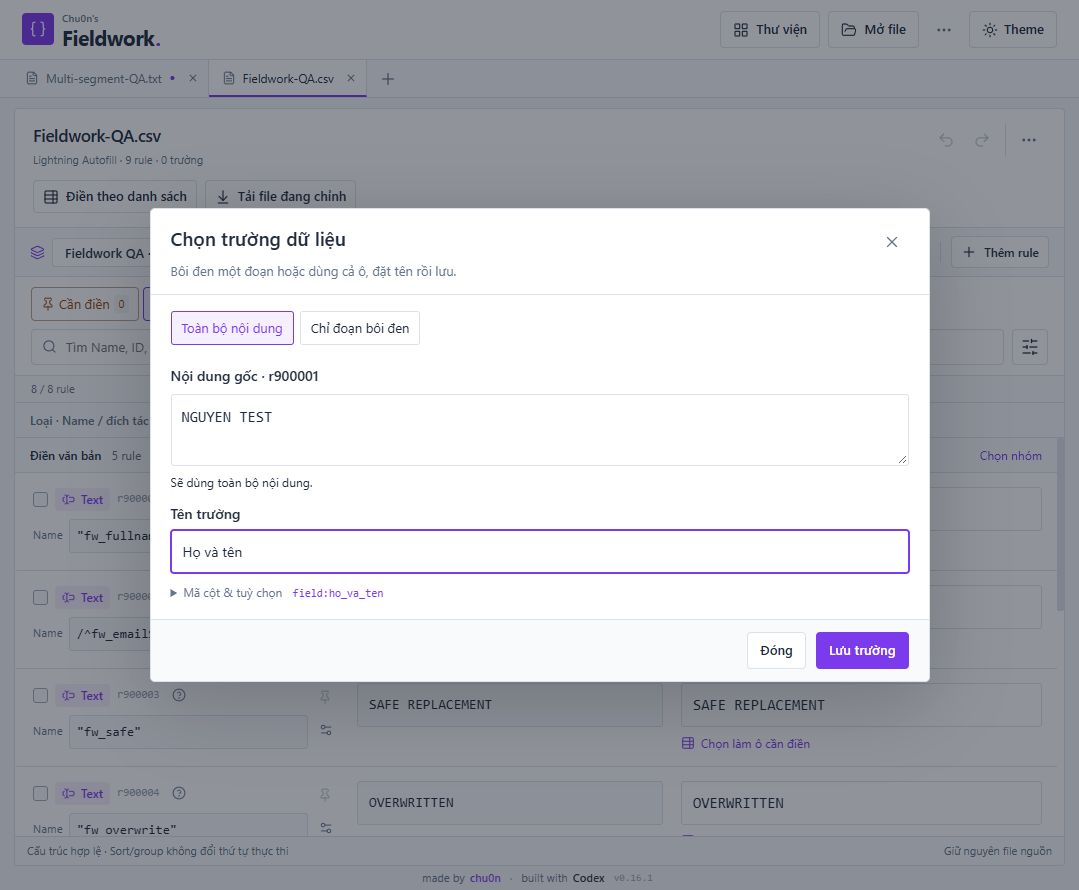 Chu0n's
{ } Fieldwork.
Thư viện
Mở file
Theme
Multi-segment-QA.txt
Fieldwork-QA.csv
Fieldwork-QA.csv
Lightning Autofill · 9 rule · 0 trường
Điền theo danh sách
Tải file đang chỉnh
Fieldwork QA
Thêm rule
Cần điền 0
Tìm Name, ID,
8 / 8 rule
Loại · Name / đích tác
Điền văn bản 5 rule
Chọn nhóm
Chọn trường dữ liệu
Bôi đen một đoạn hoặc dùng cả ô, đặt tên rồi lưu.
Toàn bộ nội dung
Chỉ đoạn bôi đen
Nội dung gốc · r900001
NGUYEN TEST
Sẽ dùng toàn bộ nội dung.
Tên trường
Họ và tên
Mã cột & tuỳ chọn field:ho_va_ten
Đóng
Lưu trường
Text
Name "fw_fullna
Text
Name /^fw_email
Text r900003
SAFE REPLACEMENT
SAFE REPLACEMENT
Name "fw_safe"
Chọn làm ô cần điền
Text r900004
OVERWRITTEN
OVERWRITTEN
Name "fw_overwrite"
Cấu trúc hợp lệ · Sort/group không đổi thứ tự thực thi
Giữ nguyên file nguồn
made by chu0n · built with Codex v0.16.1